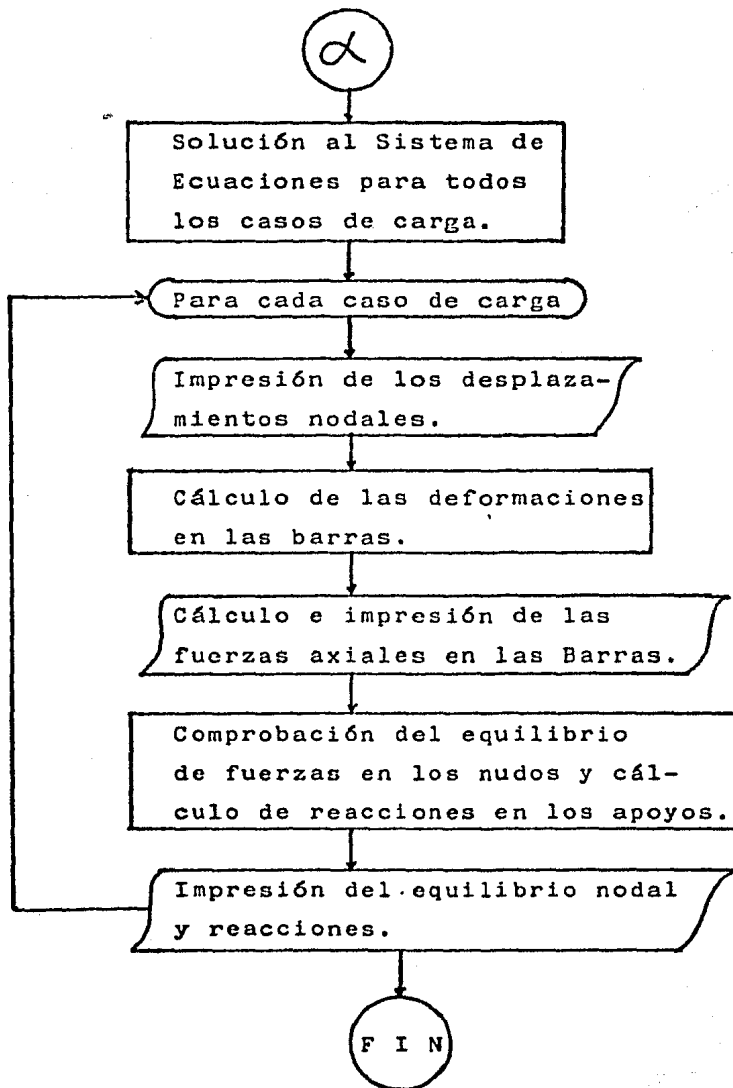 α
Solución al Sistema de
Ecuaciones para todos
los casos de carga.
Para cada caso de carga
Impresión de los desplaza-
mientos nodales.
Cálculo de las deformaciones
en las barras.
Cálculo e impresión de las
fuerzas axiales en las Barras.
Comprobación del equilibrio
de fuerzas en los nudos y cál-
culo de reacciones en los apoyos.
Impresión del equilibrio nodal
y reacciones.
F I N